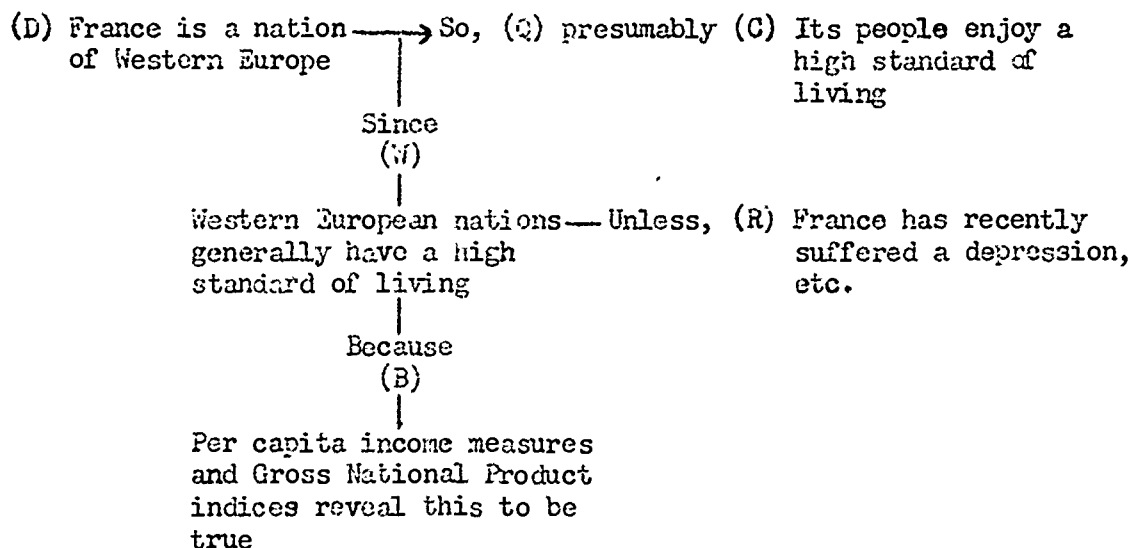 (D) France is a nation → So, (Q) presumably (C) Its people enjoy a
of Western Europe high standard of
living
Since
(W)
Western European nations — Unless, (R) France has recently
generally have a high suffered a depression,
standard of living etc.
Because
(B)
Per capita income measures
and Gross National Product
indices reveal this to be
true